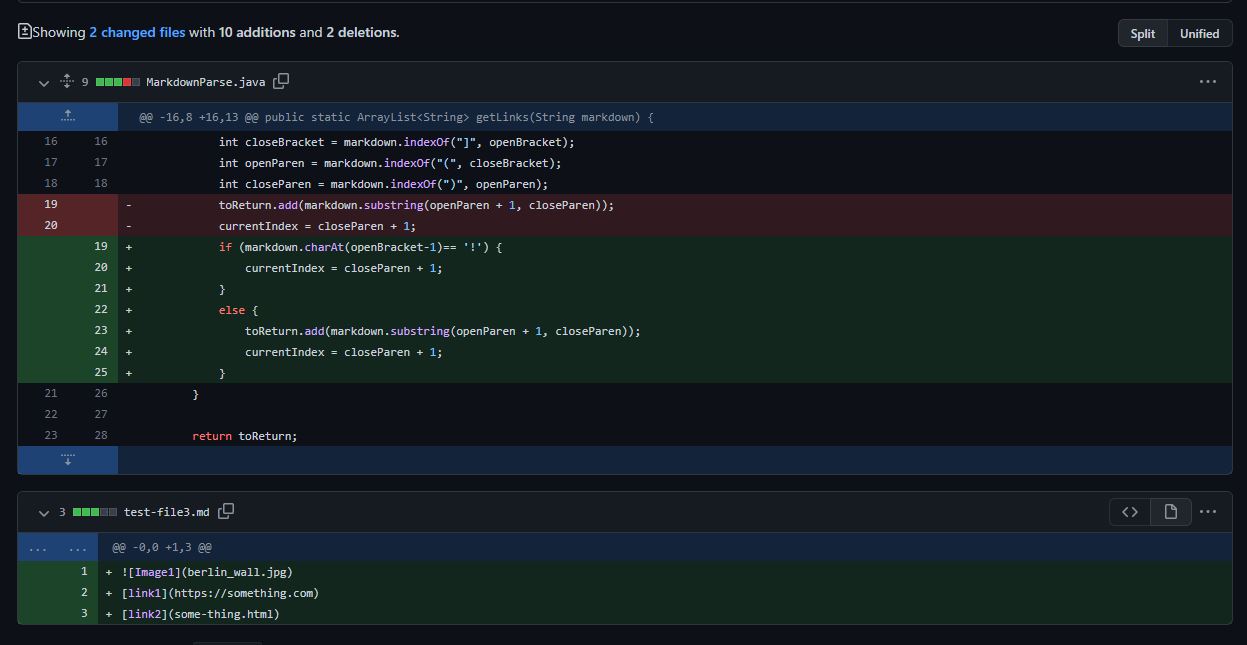 Showing 2 changed files with 10 additions and 2 deletions.
Split Unified
9 MarkdownParse.java
@@ -16,8 +16,13 @@ public static ArrayList<String> getLinks(String markdown) {
16 16 int closeBracket = markdown.indexOf("]", openBracket);
17 17 int openParen = markdown.indexOf("(", closeBracket);
18 18 int closeParen = markdown.indexOf(")", openParen);
19 - toReturn.add(markdown.substring(openParen + 1, closeParen));
20 - currentIndex = closeParen + 1;
19 + if (markdown.charAt(openBracket-1)== '!') {
20 + currentIndex = closeParen + 1;
21 + }
22 + else {
23 + toReturn.add(markdown.substring(openParen + 1, closeParen));
24 + currentIndex = closeParen + 1;
25 + }
21 26 }
22 27
23 28 return toReturn;
3 test-file3.md
... ... @@ -0,0 +1,3 @@
1 + ![Image1](berlin_wall.jpg)
2 + [link1](https://something.com)
3 + [link2](some-thing.html)